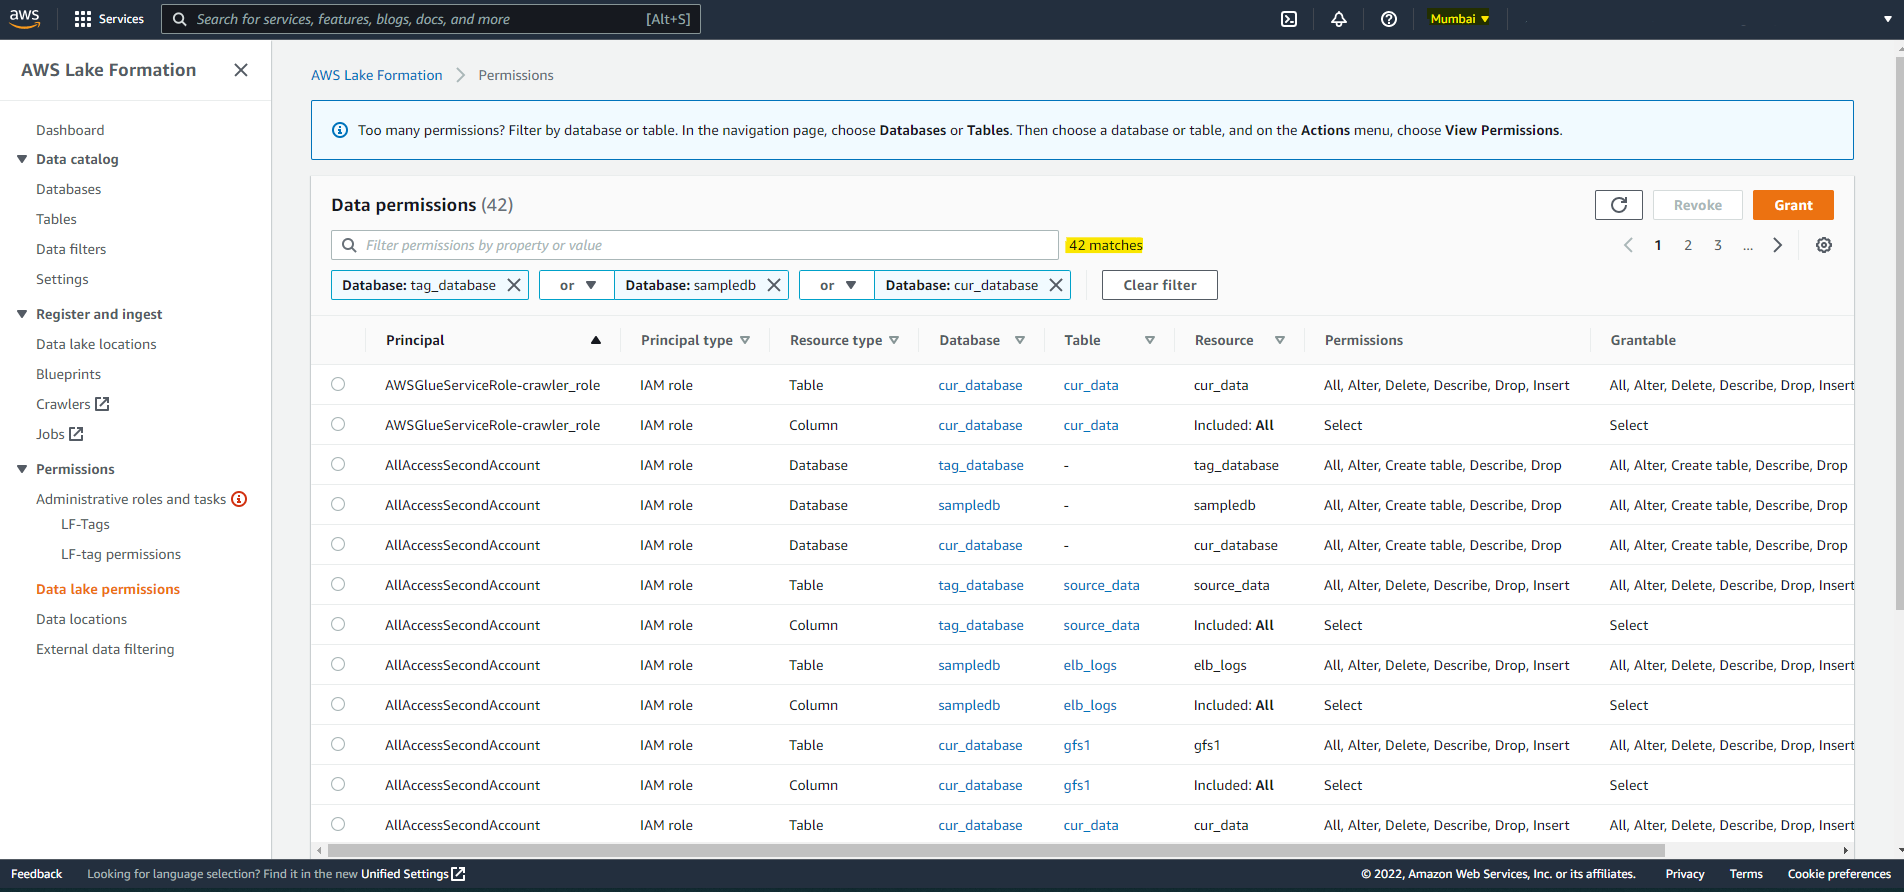 aws Services Search for services, features, blogs, docs, and more [Alt+S] Mumbai
AWS Lake Formation
Dashboard
Data catalog
Databases
Tables
Data filters
Settings
Register and ingest
Data lake locations
Blueprints
Crawlers
Jobs
Permissions
Administrative roles and tasks
LF-Tags
LF-tag permissions
Data lake permissions
Data locations
External data filtering
AWS Lake Formation Permissions
Too many permissions? Filter by database or table. In the navigation page, choose Databases or Tables. Then choose a database or table, and on the Actions menu, choose View Permissions.
Data permissions (42) Revoke Grant
Filter permissions by property or value 42 matches 1 2 3 ...
Database: tag_database or Database: sampledb or Database: cur_database Clear filter
Principal Principal type Resource type Database Table Resource Permissions Grantable
AWSGlueServiceRole-crawler_role IAM role Table cur_database cur_data cur_data All, Alter, Delete, Describe, Drop, Insert All, Alter, Delete, Describe, Drop, Insert
AWSGlueServiceRole-crawler_role IAM role Column cur_database cur_data Included: All Select Select
AllAccessSecondAccount IAM role Database tag_database - tag_database All, Alter, Create table, Describe, Drop All, Alter, Create table, Describe, Drop
AllAccessSecondAccount IAM role Database sampledb - sampledb All, Alter, Create table, Describe, Drop All, Alter, Create table, Describe, Drop
AllAccessSecondAccount IAM role Database cur_database - cur_database All, Alter, Create table, Describe, Drop All, Alter, Create table, Describe, Drop
AllAccessSecondAccount IAM role Table tag_database source_data source_data All, Alter, Delete, Describe, Drop, Insert All, Alter, Delete, Describe, Drop, Insert
AllAccessSecondAccount IAM role Column tag_database source_data Included: All Select Select
AllAccessSecondAccount IAM role Table sampledb elb_logs elb_logs All, Alter, Delete, Describe, Drop, Insert All, Alter, Delete, Describe, Drop, Insert
AllAccessSecondAccount IAM role Column sampledb elb_logs Included: All Select Select
AllAccessSecondAccount IAM role Table cur_database gfs1 gfs1 All, Alter, Delete, Describe, Drop, Insert All, Alter, Delete, Describe, Drop, Insert
AllAccessSecondAccount IAM role Column cur_database gfs1 Included: All Select Select
AllAccessSecondAccount IAM role Table cur_database cur_data cur_data All, Alter, Delete, Describe, Drop, Insert All, Alter, Delete, Describe, Drop, Insert
Feedback Looking for language selection? Find it in the new Unified Settings © 2022, Amazon Web Services, Inc. or its affiliates. Privacy Terms Cookie preferences